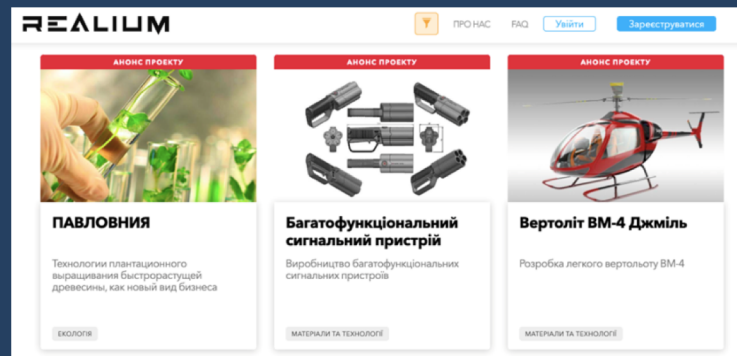 REALIUM
ПРО НАС
FAQ
Увійти
Зареєструватися
АНОНС ПРОЕКТУ
ПАВЛОВНИЯ
Технологии плантационного
выращивания быстрорастущей
древесины, как новый вид бизнеса
ЕКОЛОГІЯ
АНОНС ПРОЕКТУ
Багатофункціональний
сигнальний пристрій
Виробництво багатофункціональних
сигнальних пристроїв
МАТЕРІАЛИ ТА ТЕХНОЛОГІЇ
АНОНС ПРОЕКТУ
Вертоліт ВМ-4 Джміль
Розробка легкого вертольоту ВМ-4
МАТЕРІАЛИ ТА ТЕХНОЛОГІЇ